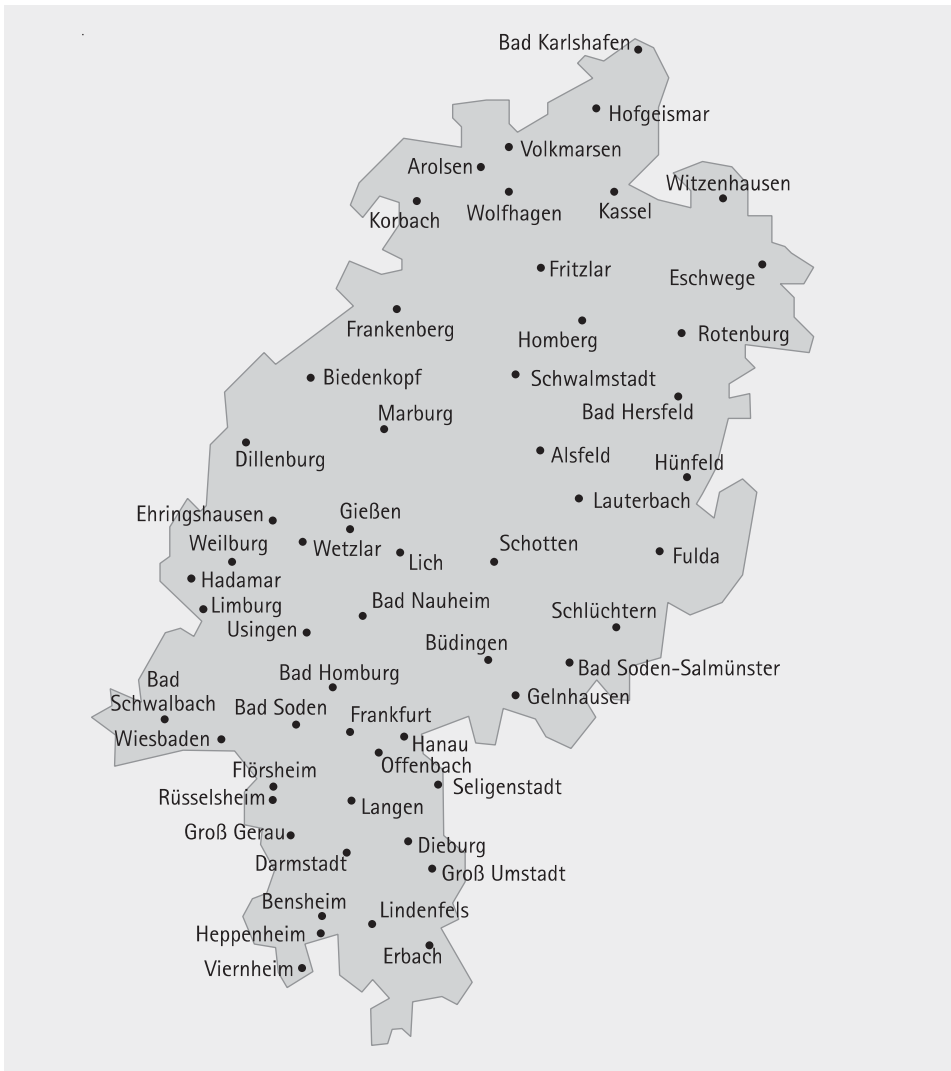 Bad Karlshafen
Hofgeismar
Volkmarsen
Arolsen
Witzenhausen
Wolfhagen
Kassel
Korbach
Fritzlar
Eschwege
Frankenberg
Homberg
Rotenburg
Biedenkopf
Schwalmstadt
Bad Hersfeld
Marburg
Dillenburg
Alsfeld
Hünfeld
Lauterbach
Ehringshausen
Gießen
Weilburg
Wetzlar
Schotten
Lich
Fulda
Hadamar
Limburg
Bad Nauheim
Schlüchtern
Usingen
Büdingen
Bad Homburg
Bad Soden-Salmünster
Bad
Schwalbach
Gelnhausen
Bad Soden
Frankfurt
Wiesbaden
Hanau
Offenbach
Flörsheim
Seligenstadt
Rüsselsheim
Langen
Groß Gerau
Dieburg
Darmstadt
Groß Umstadt
Bensheim
Lindenfels
Heppenheim
Erbach
Viernheim